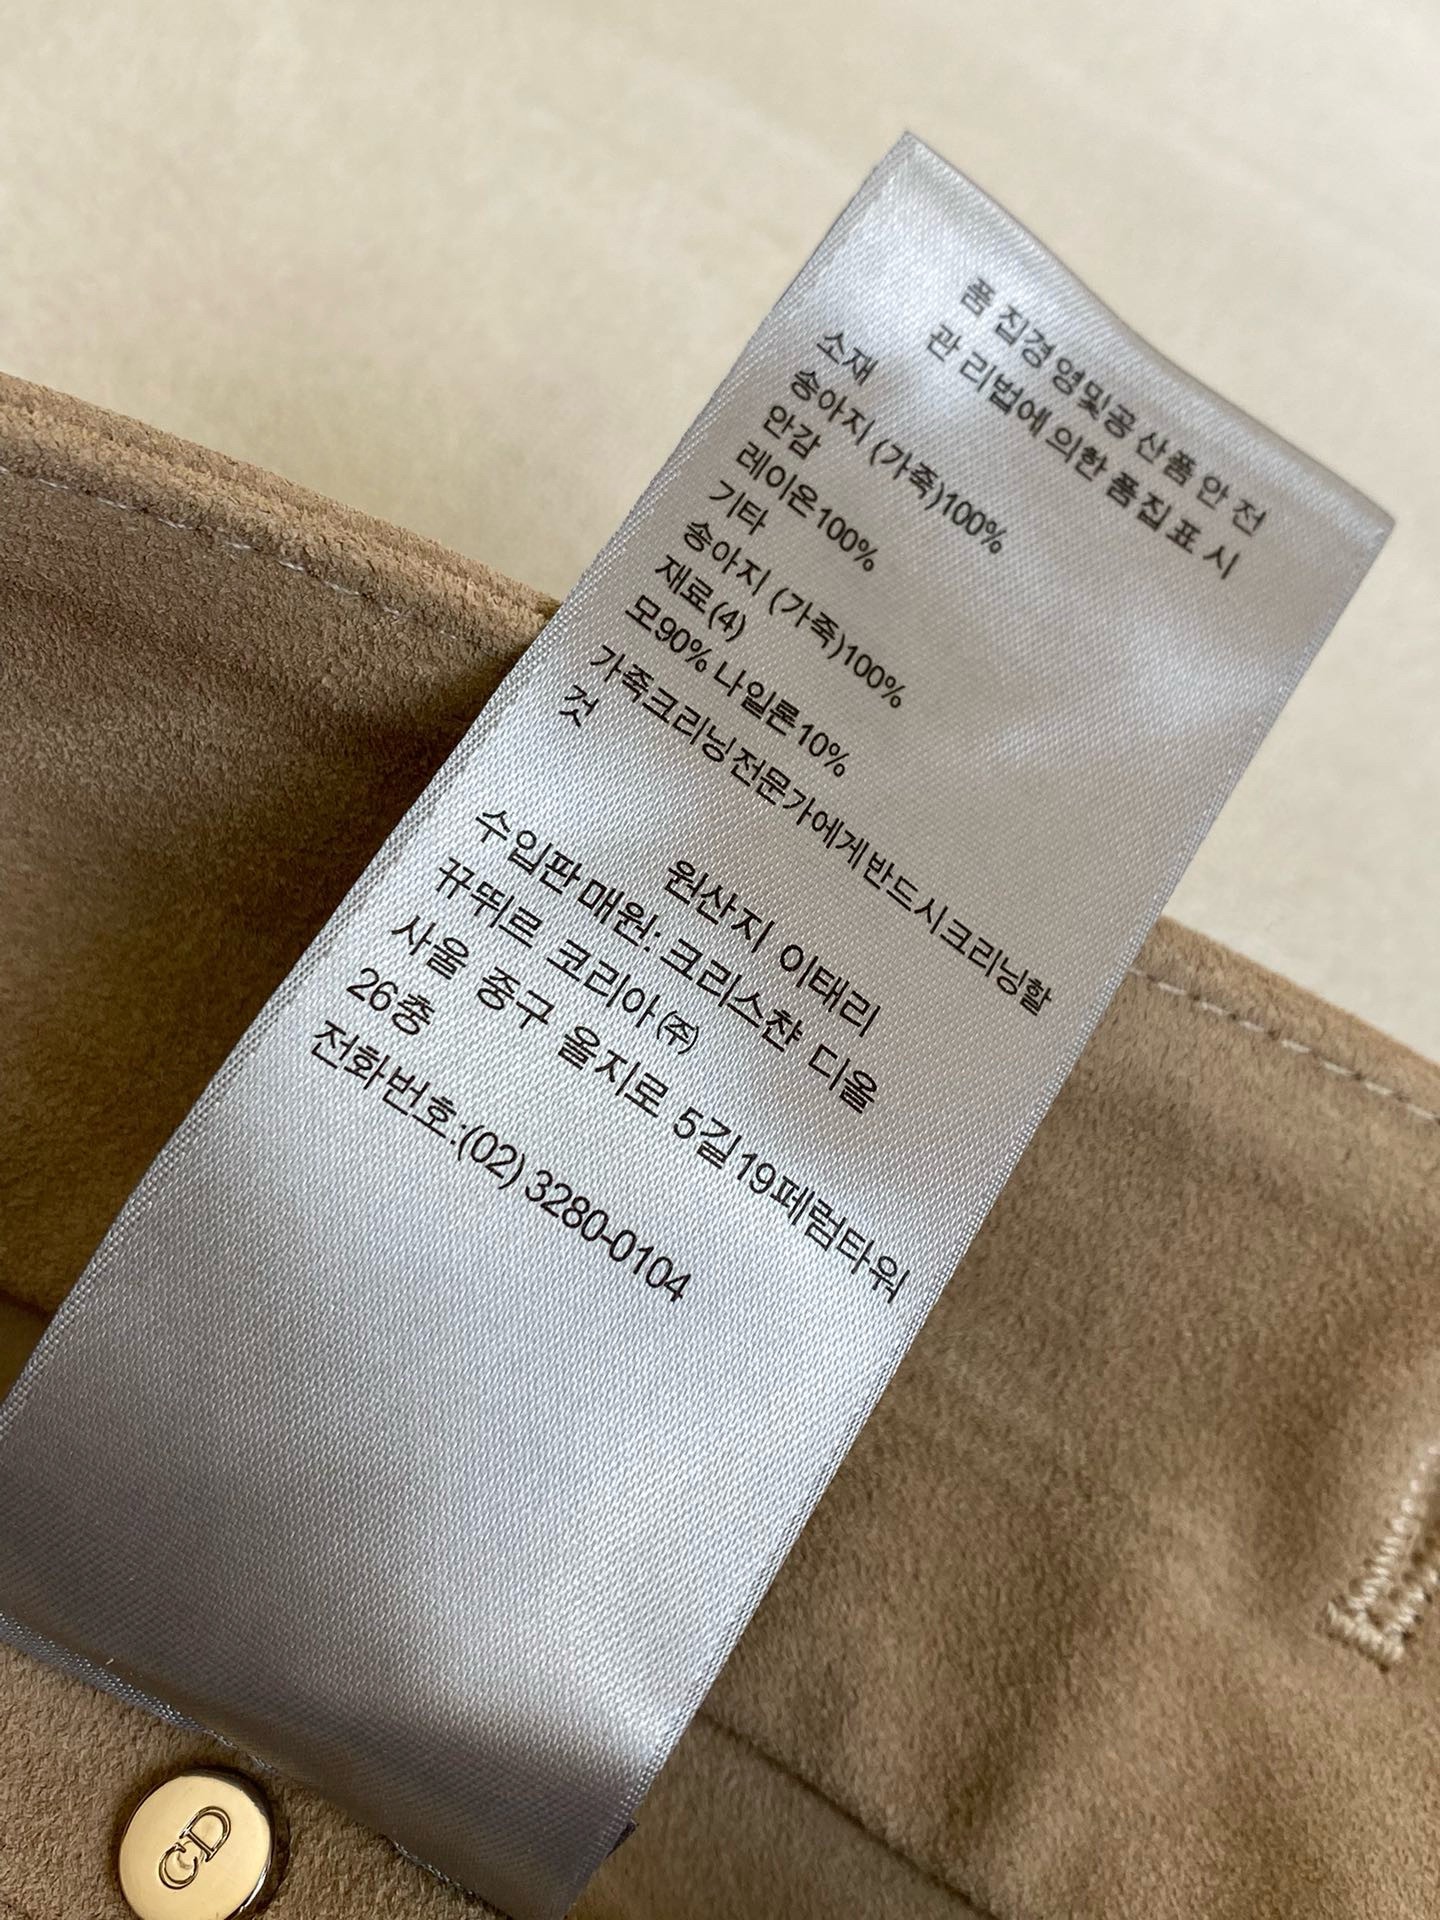 품 집경 영및공 산품 안 전
관 리법에 의한 품집 표 시
소재
송아지 (가죽)100%
안감
레이온100%
기타
송아지 (가죽)100%
재료(4)
모90% 나일론10%
가죽크리닝전문가에게반드시크리닝할
것
원산지 이태리
수입판매원: 크리스챤 디올
뀨뛰르 코리아㈜
사울 중구 을지로 5길19페럼타워
26층
전화번호:(02) 3280-0104
CD